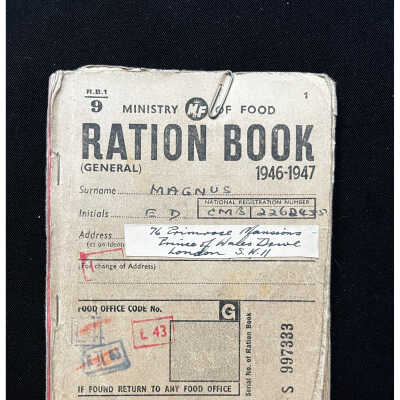 R.B.1
9
1
MINISTRY MF OF FOOD
RATION BOOK
(GENERAL) 1946-1947
Surname MAGNUS
Initials E D
NATIONAL REGISTRATION NUMBER
CMB
Address 76 Primrose Mansions
Prince of Wales Drive
London S.W.11
(For change of Address)
FOOD OFFICE CODE No.
G
L 43
Serial No. of Ration Book
S 997333
IF FOUND RETURN TO ANY FOOD OFFICE